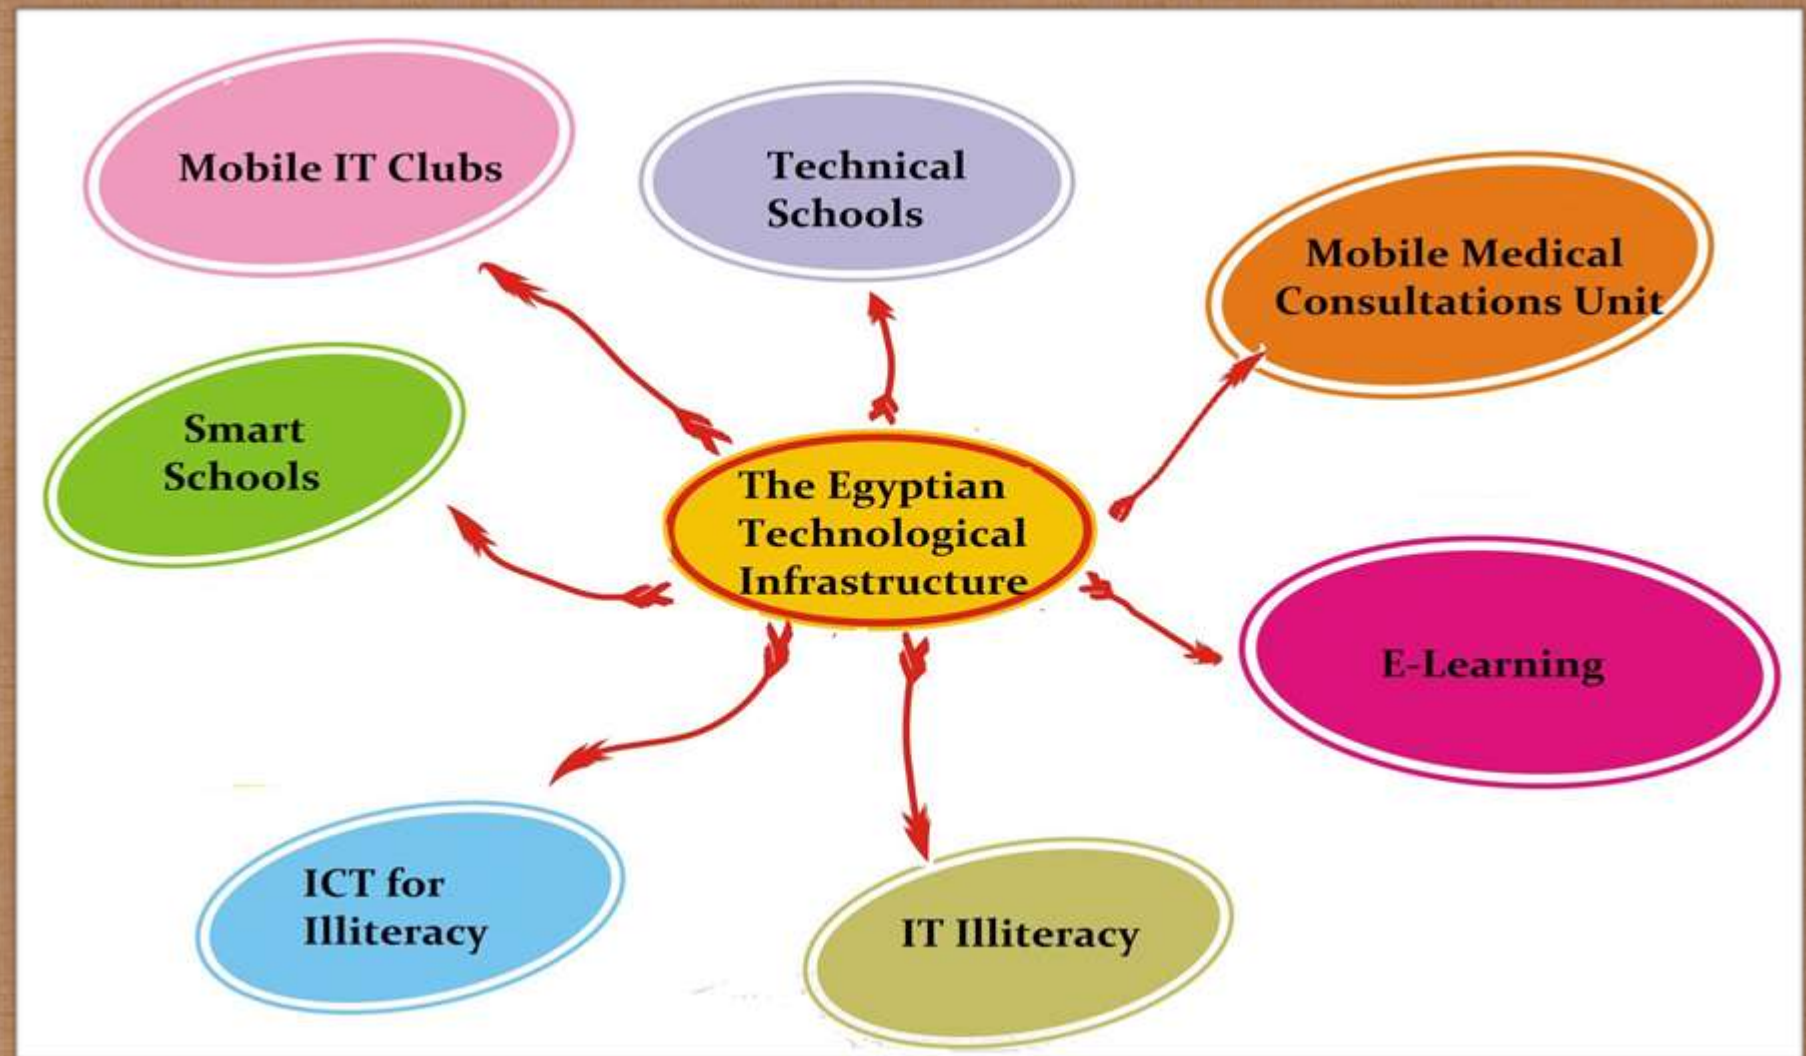 Mobile IT Clubs
Technical
Schools
Mobile Medical
Consultations Unit
Smart
Schools
The Egyptian
Technological
Infrastructure
E-Learning
ICT for
Illiteracy
IT Illiteracy